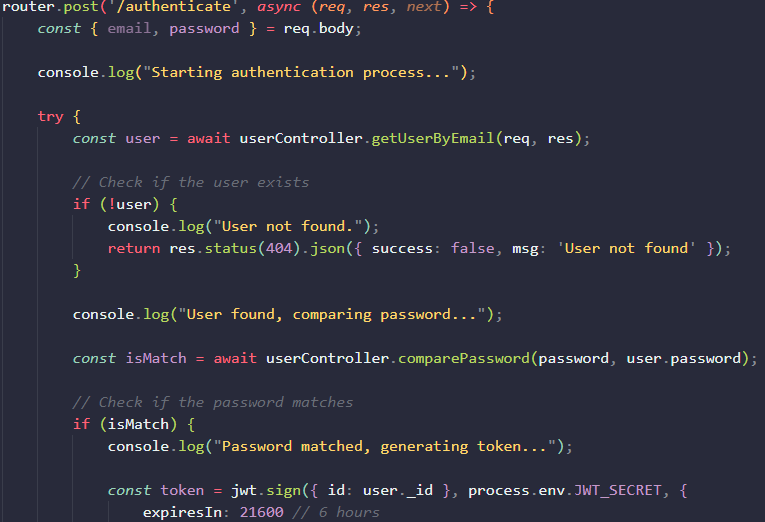 router.post('/authenticate', async (req, res, next) => {
    const { email, password } = req.body;

    console.log("Starting authentication process...");

    try {
        const user = await userController.getUserByEmail(req, res);

        // Check if the user exists
        if (!user) {
            console.log("User not found.");
            return res.status(404).json({ success: false, msg: 'User not found' });
        }

        console.log("User found, comparing password...");

        const isMatch = await userController.comparePassword(password, user.password);

        // Check if the password matches
        if (isMatch) {
            console.log("Password matched, generating token...");

            const token = jwt.sign({ id: user._id }, process.env.JWT_SECRET, {
                expiresIn: 21600 // 6 hours